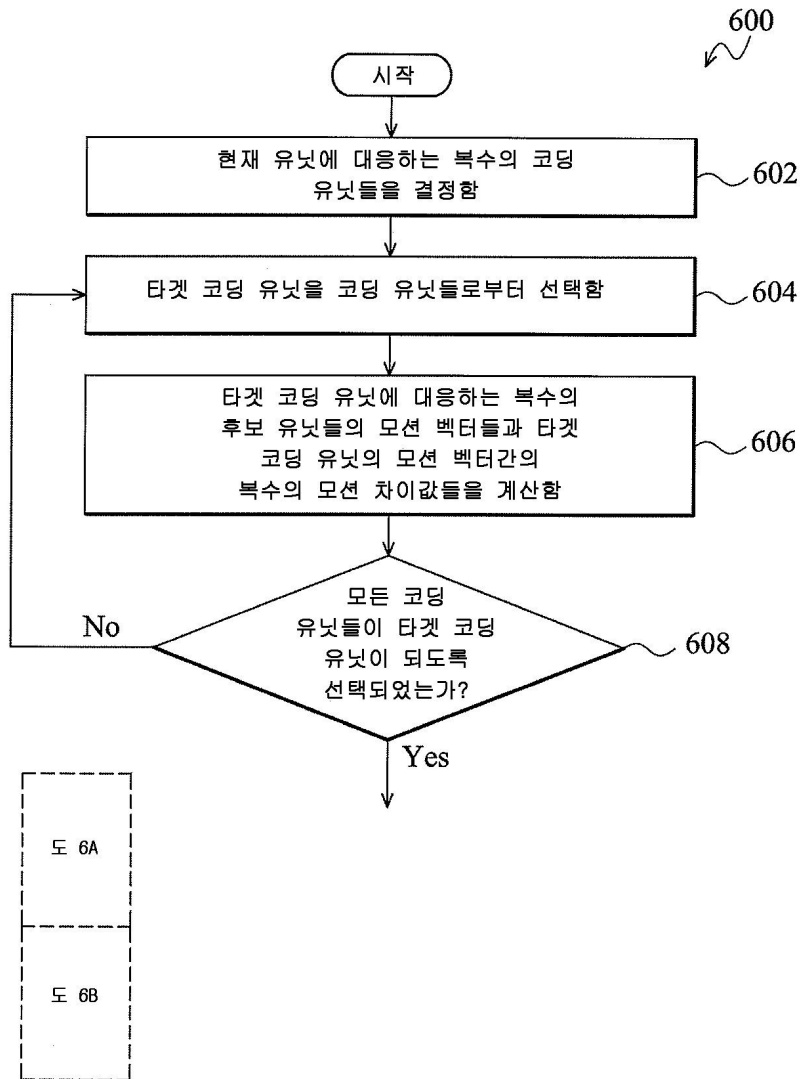 600
시작
현재 유닛에 대응하는 복수의 코딩
유닛들을 결정함
602
타겟 코딩 유닛을 코딩 유닛들로부터 선택함
604
타겟 코딩 유닛에 대응하는 복수의
후보 유닛들의 모션 벡터들과 타겟
코딩 유닛의 모션 벡터간의
복수의 모션 차이값들을 계산함
606
모든 코딩
유닛들이 타겟 코딩
유닛이 되도록
선택되었는가?
No
608
Yes
도 6A
도 6B